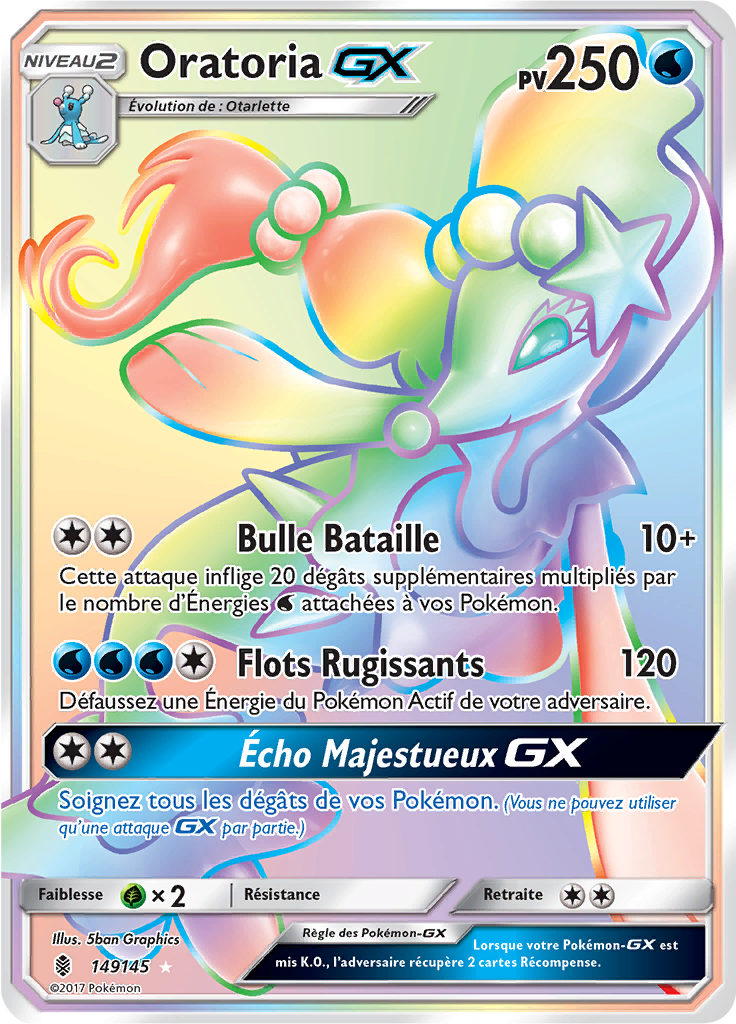 NIVEAU2
Oratoria GX
PV250
Évolution de : Otarlette
Bulle Bataille 10+
Cette attaque inflige 20 dégâts supplémentaires multipliés par
le nombre d'Énergies attachées à vos Pokémon.
Flots Rugissants 120
Défaussez une Énergie du Pokémon Actif de votre adversaire.
Écho Majestueux GX
Soignez tous les dégâts de vos Pokémon. (Vous ne pouvez utiliser
qu'une attaque GX par partie.)
Faiblesse ×2 Résistance Retraite
Illus. 5ban Graphics
149145
©2017 Pokémon
Règle des Pokémon-GX
Lorsque votre Pokémon-GX est
mis K.O., l'adversaire récupère 2 cartes Récompense.